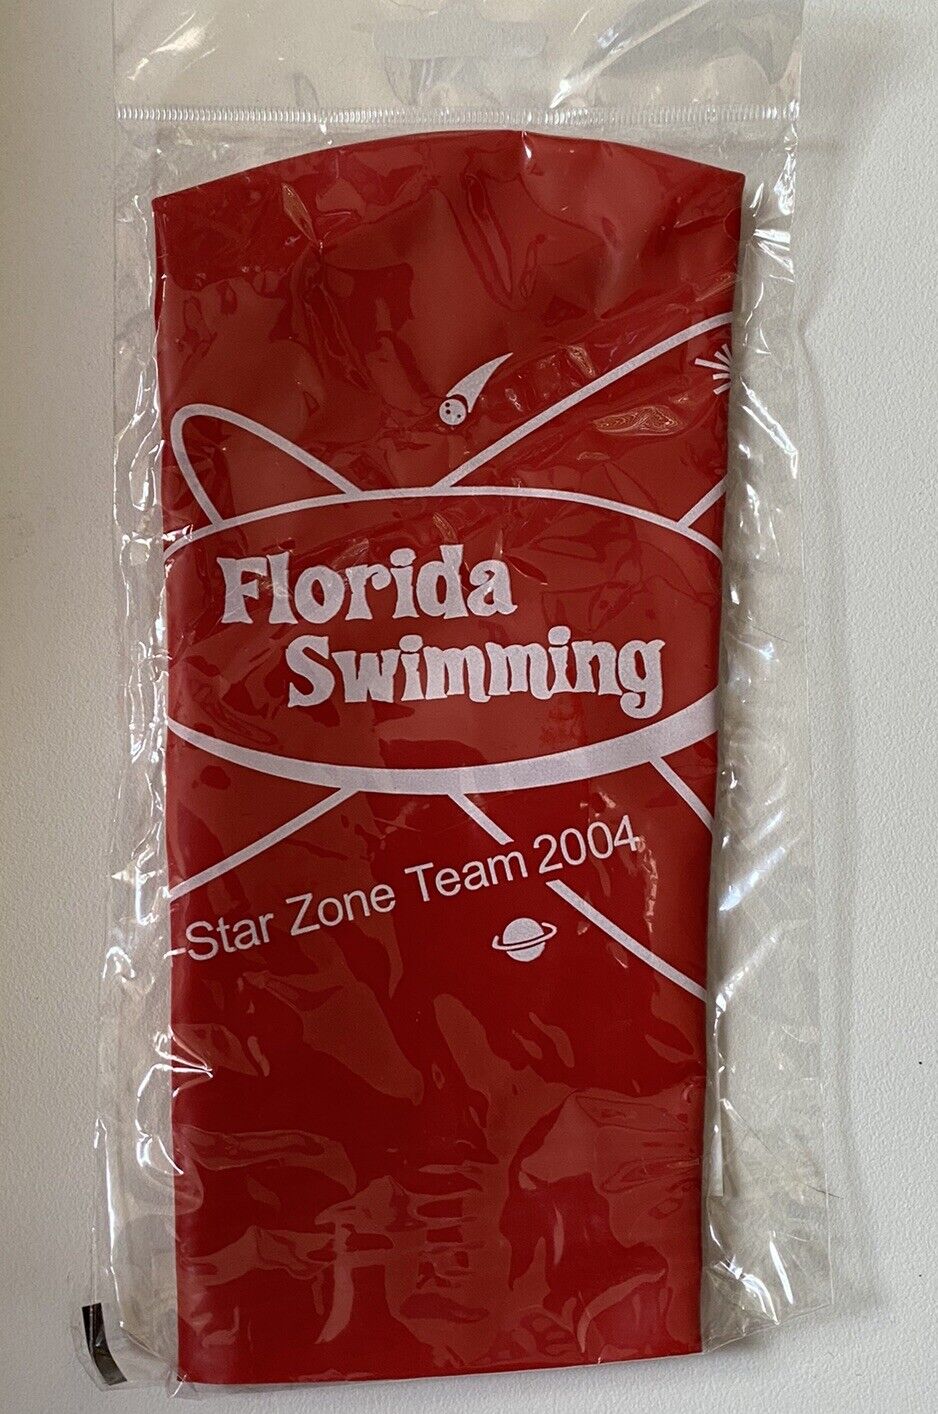 Florida
Swimming
Star Zone Team 2004